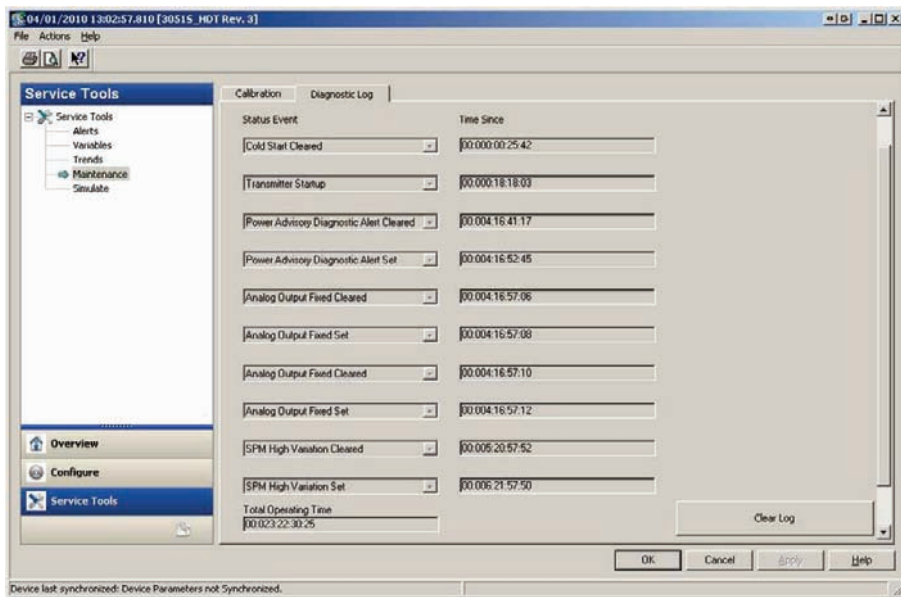 04/01/2010 13:02:57.810 [3051S_HDT Rev. 3]
File Actions Help
Service Tools
Service Tools
Alerts
Variables
Trends
Maintenance
Simulate
Overview
Configure
Service Tools
Calibration Diagnostic Log
Status Event Time Since
Cold Start Cleared 00:000:00:25:42
Transmitter Startup 00:000:18:18:03
Power Advisory Diagnostic Alert Cleared 00:004:16:41:17
Power Advisory Diagnostic Alert Set 00:004:16:52:45
Analog Output Fixed Cleared 00:004:16:57:06
Analog Output Fixed Set 00:004:16:57:08
Analog Output Fixed Cleared 00:004:16:57:10
Analog Output Fixed Set 00:004:16:57:12
SPM High Variation Cleared 00:005:20:57:52
SPM High Variation Set 00:006:21:57:50
Total Operating Time
00:023:22:30:25
Clear Log
OK Cancel Apply Help
Device last synchronized: Device Parameters not Synchronized.